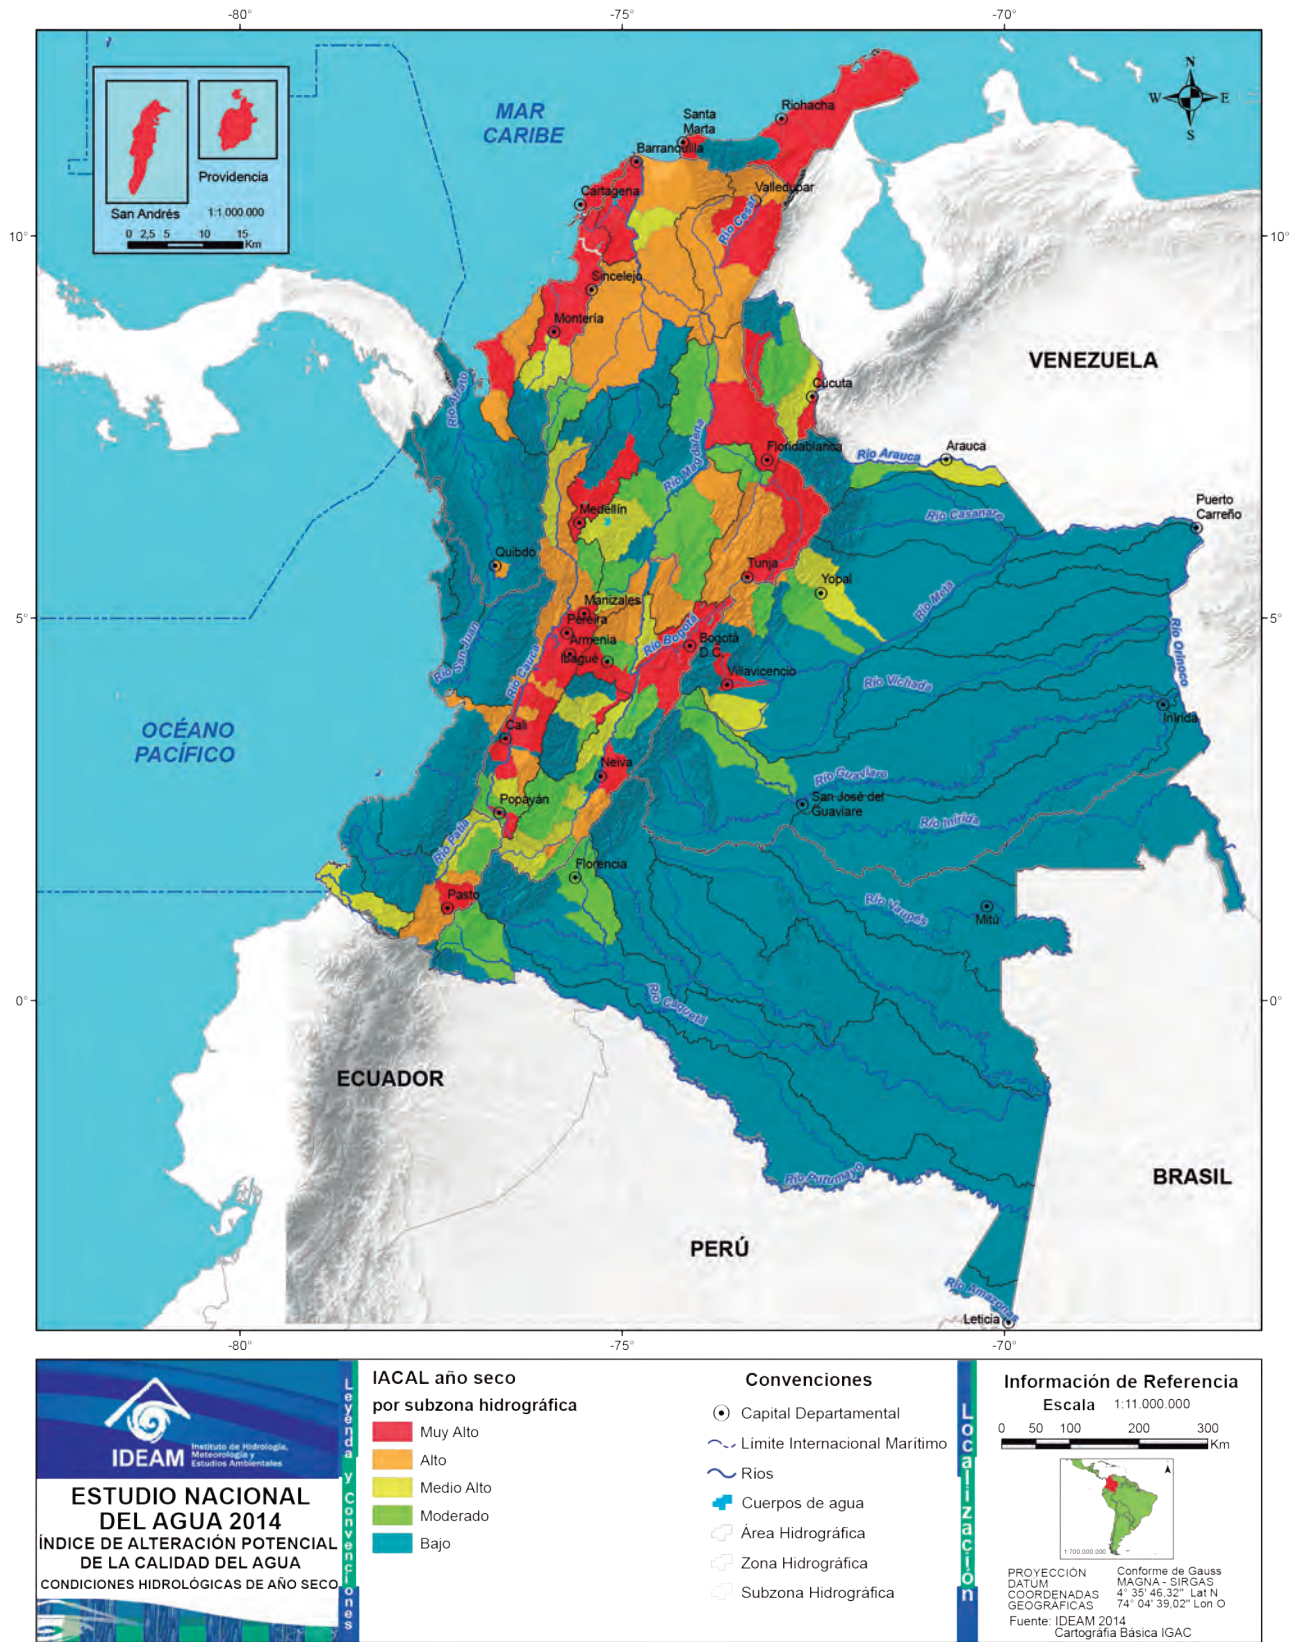 -80°
-75°
-70°
MAR
CARIBE
San Andrés
Providencia
1:1.000.000
0 2,5 5 10 15
Km
Riohacha
Santa
Marta
Barranquilla
Cartagena
Valledupar
Río Cesar
10°
10°
Sincelejo
Montería
VENEZUELA
Cúcuta
Río Atrato
Río Magdalena
Floridablanca
Río Arauca
Arauca
Puerto
Carreño
Río Casanare
Medellín
Quibdo
Tunja
Yopal
Río Meta
Manizales
Pereira
Armenia
Ibagué
5°
5°
Río Bogotá
Bogotá
D.C.
Villavicencio
Río San Juan
Río Cauca
Río Orinoco
Río Vichada
Inírida
OCÉANO
PACÍFICO
Cali
Neiva
Río Guaviare
San José del
Guaviare
Río Inírida
Popayán
Río Patía
Florencia
Río Vaupés
Mitú
Pasto
0°
0°
Río Caquetá
ECUADOR
Río Putumayo
BRASIL
PERÚ
Río Amazonas
Leticia
-80°
-75°
-70°
IDEAM
Instituto de Hidrología,
Meteorología y
Estudios Ambientales
ESTUDIO NACIONAL
DEL AGUA 2014
ÍNDICE DE ALTERACIÓN POTENCIAL
DE LA CALIDAD DEL AGUA
CONDICIONES HIDROLÓGICAS DE AÑO SECO
Leyenda y Convenciones
IACAL año seco
por subzona hidrográfica
Muy Alto
Alto
Medio Alto
Moderado
Bajo
Convenciones
Capital Departamental
Límite Internacional Marítimo
Ríos
Cuerpos de agua
Área Hidrográfica
Zona Hidrográfica
Subzona Hidrográfica
Localización
Información de Referencia
Escala 1:11.000.000
0 50 100 200 300
Km
1:700.000.000
PROYECCIÓN Conforme de Gauss
DATUM MAGNA - SIRGAS
COORDENADAS 4° 35' 46,32" Lat N
GEOGRÁFICAS 74° 04' 39,02" Lon O
Fuente: IDEAM 2014
Cartografía Básica IGAC